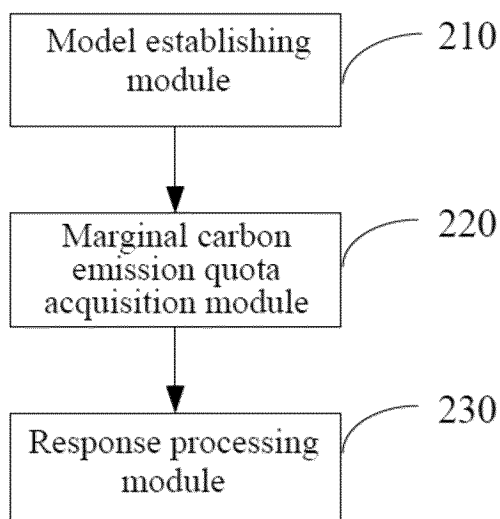 Model establishing
module
210
Marginal carbon
emission quota
acquisition module
220
Response processing
module
230